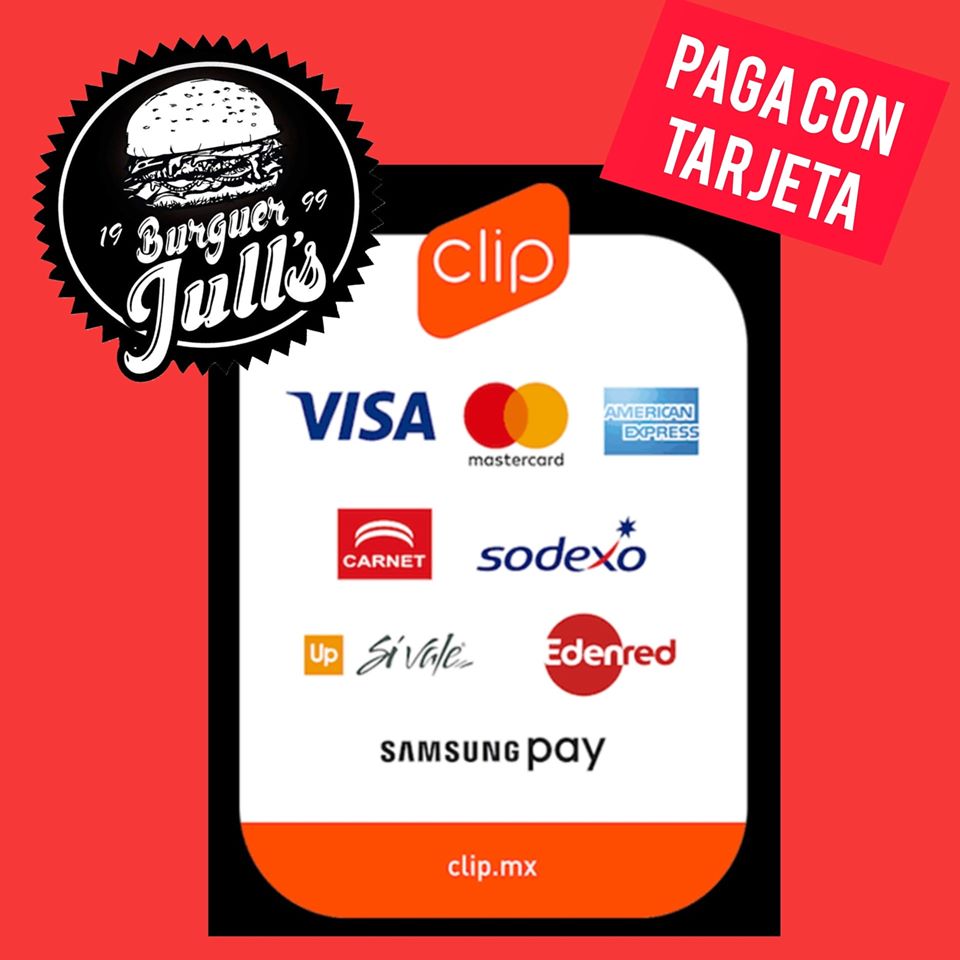 PAGA CON
TARJETA
19 Burguer 99
Jull's
clip
VISA
mastercard
AMERICAN
EXPRESS
CARNET
sodexo
Up Sí Vale
Edenred
SAMSUNG pay
clip.mx